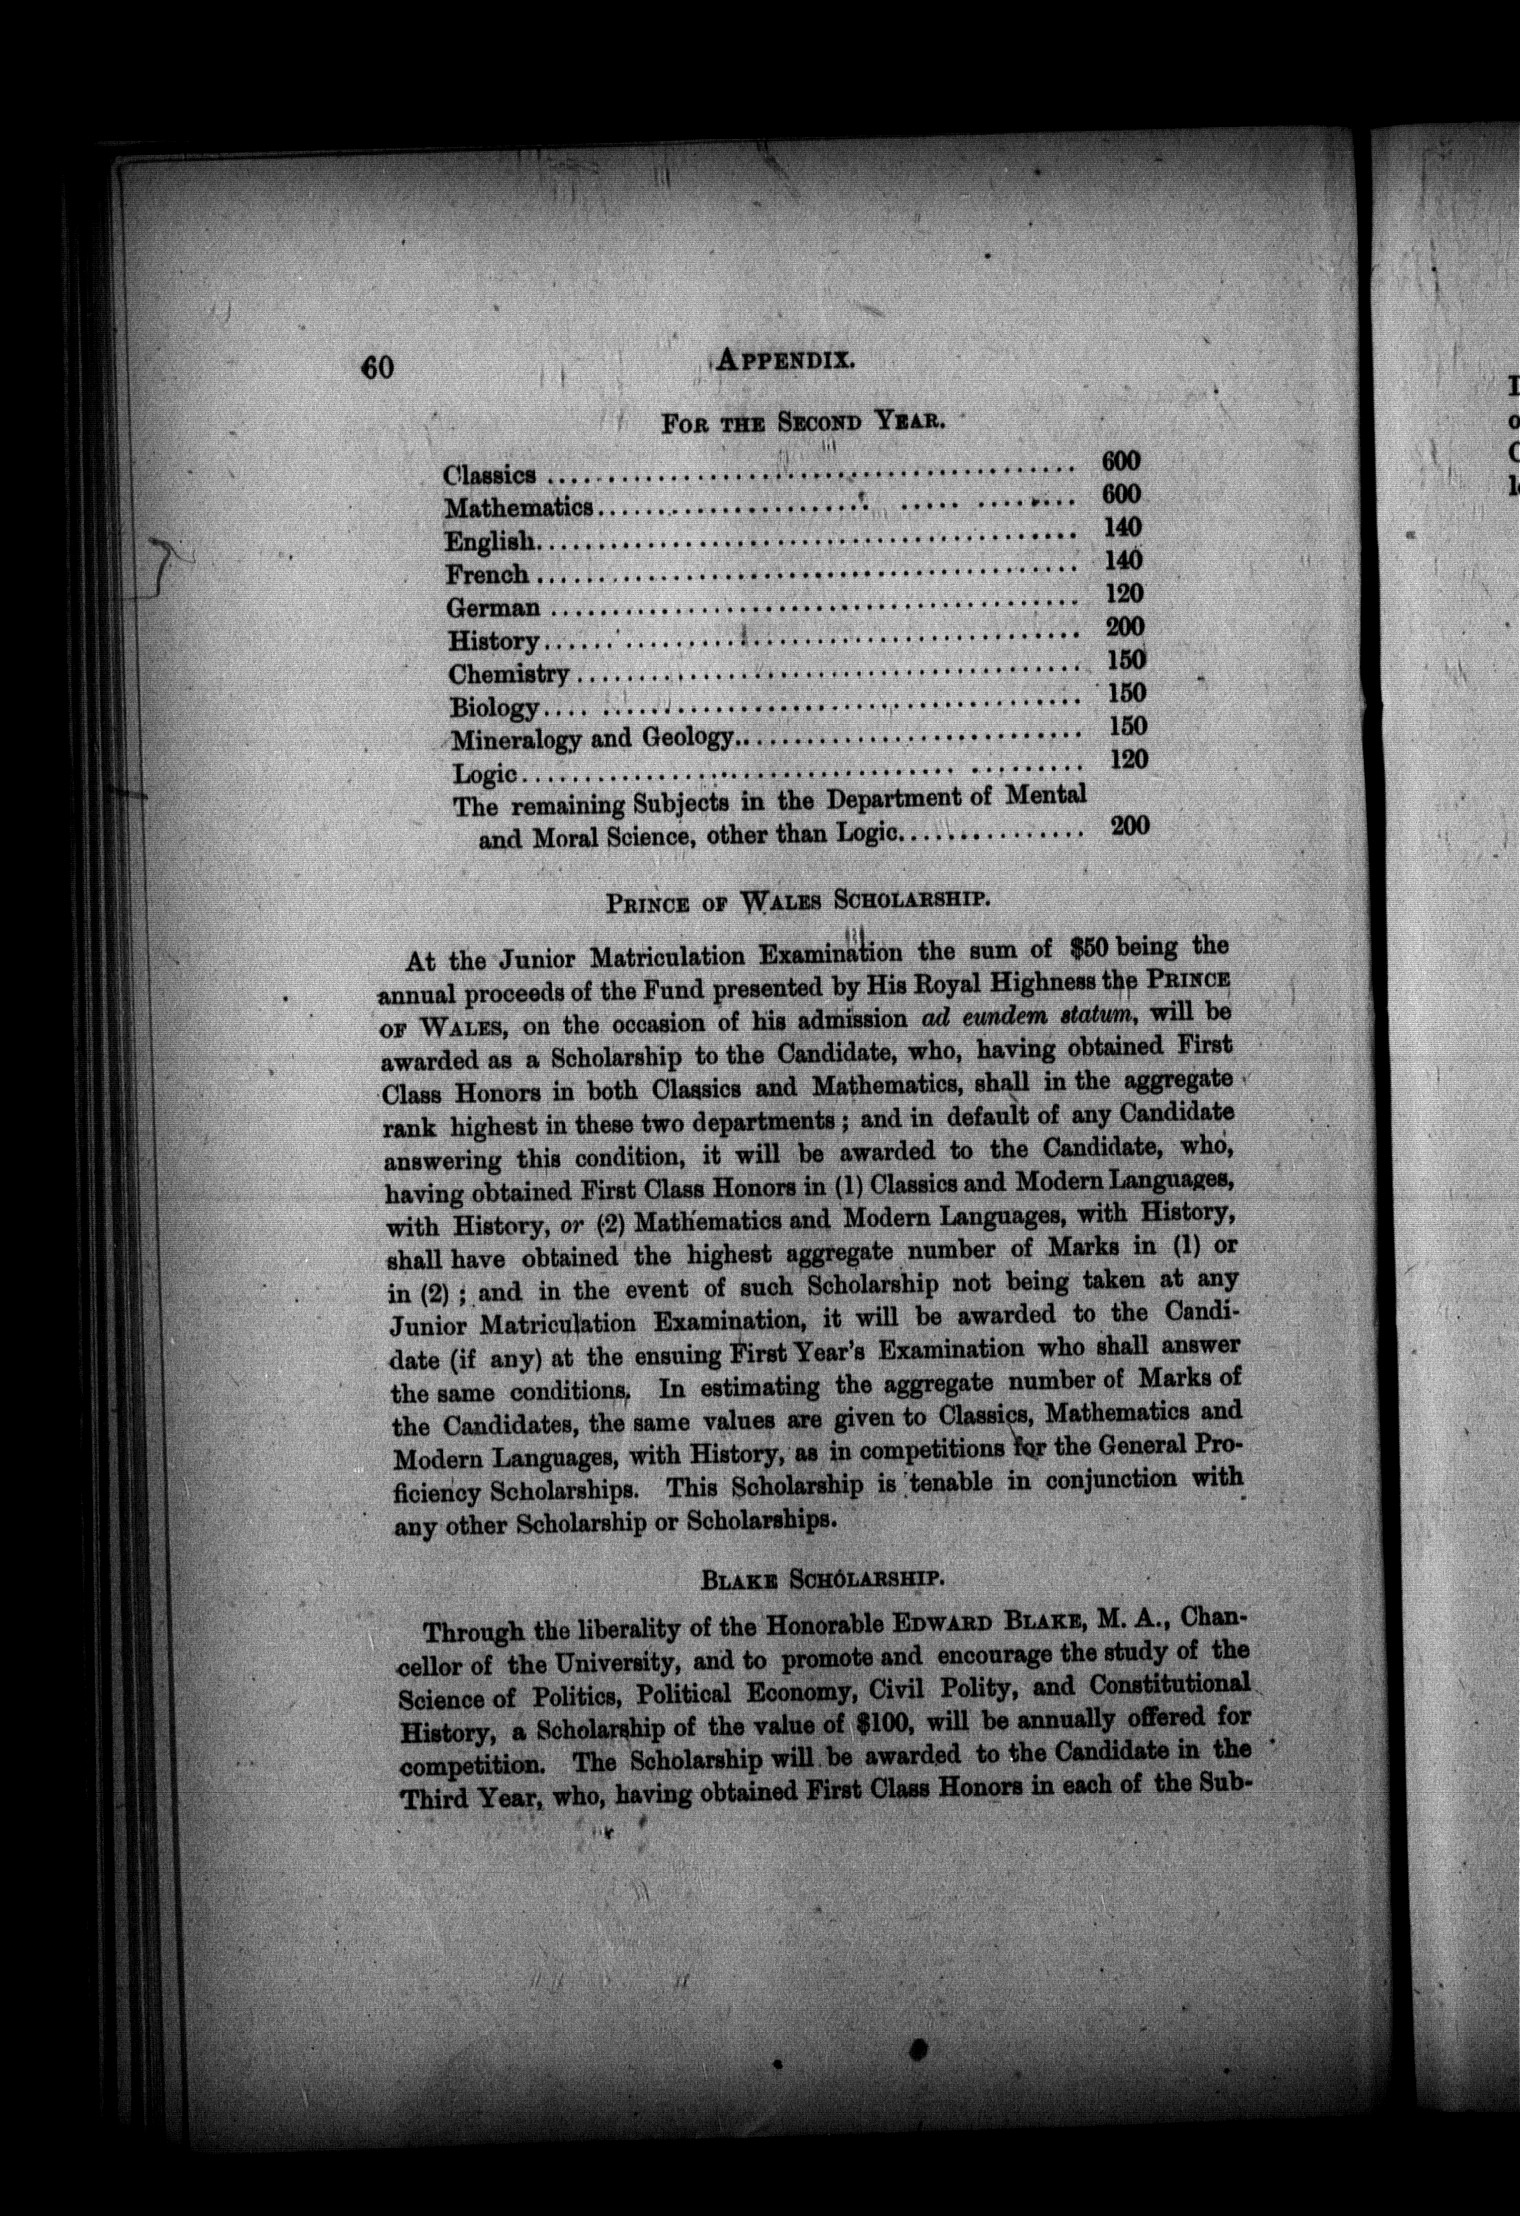 60 APPENDIX.
FOR THE SECOND YEAR.
Classics ........................................... 600
Mathematics........................................ 600
English............................................ 140
French ............................................ 140
German ............................................ 120
History............................................ 200
Chemistry.......................................... 150
Biology............................................ 150
Mineralogy and Geology............................. 150
Logic.............................................. 120
The remaining Subjects in the Department of Mental
and Moral Science, other than Logic................ 200
PRINCE OF WALES SCHOLARSHIP.
At the Junior Matriculation Examination the sum of $50 being the
annual proceeds of the Fund presented by His Royal Highness the PRINCE
OF WALES, on the occasion of his admission ad eundem statum, will be
awarded as a Scholarship to the Candidate, who, having obtained First
Class Honors in both Classics and Mathematics, shall in the aggregate
rank highest in these two departments ; and in default of any Candidate
answering this condition, it will be awarded to the Candidate, who,
having obtained First Class Honors in (1) Classics and Modern Languages,
with History, or (2) Mathematics and Modern Languages, with History,
shall have obtained the highest aggregate number of Marks in (1) or
in (2) ; and in the event of such Scholarship not being taken at any
Junior Matriculation Examination, it will be awarded to the Candi-
date (if any) at the ensuing First Year's Examination who shall answer
the same conditions. In estimating the aggregate number of Marks of
the Candidates, the same values are given to Classics, Mathematics and
Modern Languages, with History, as in competitions for the General Pro-
ficiency Scholarships. This Scholarship is tenable in conjunction with
any other Scholarship or Scholarships.
BLAKE SCHOLARSHIP.
Through the liberality of the Honorable EDWARD BLAKE, M. A., Chan-
cellor of the University, and to promote and encourage the study of the
Science of Politics, Political Economy, Civil Polity, and Constitutional
History, a Scholarship of the value of $100, will be annually offered for
competition. The Scholarship will be awarded to the Candidate in the
Third Year, who, having obtained First Class Honors in each of the Sub-